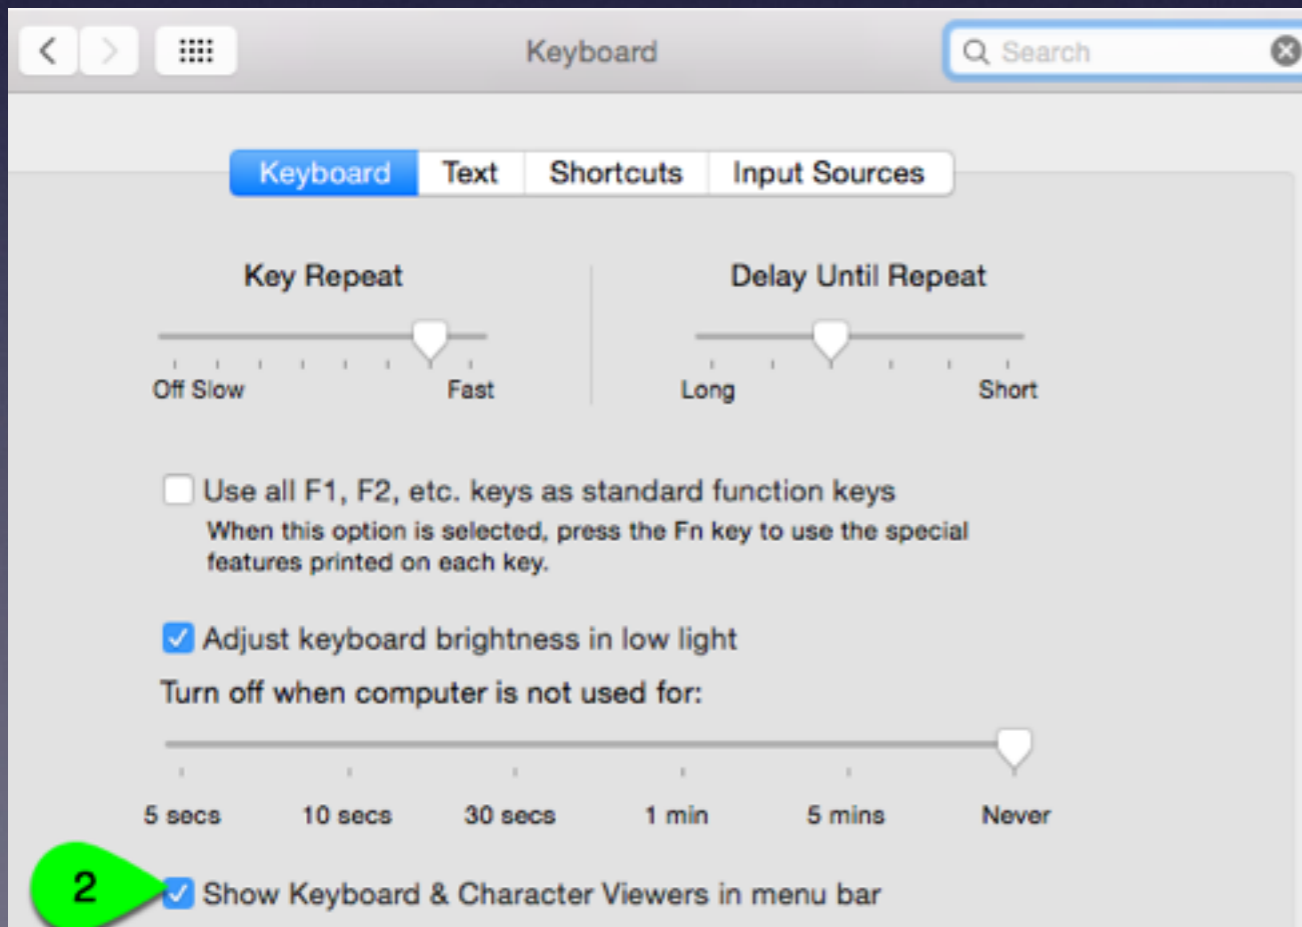 Keyboard
Search
Keyboard Text Shortcuts Input Sources
Key Repeat Delay Until Repeat
Off Slow Fast Long Short
Use all F1, F2, etc. keys as standard function keys
When this option is selected, press the Fn key to use the special
features printed on each key.
Adjust keyboard brightness in low light
Turn off when computer is not used for:
5 secs 10 secs 30 secs 1 min 5 mins Never
2 Show Keyboard & Character Viewers in menu bar